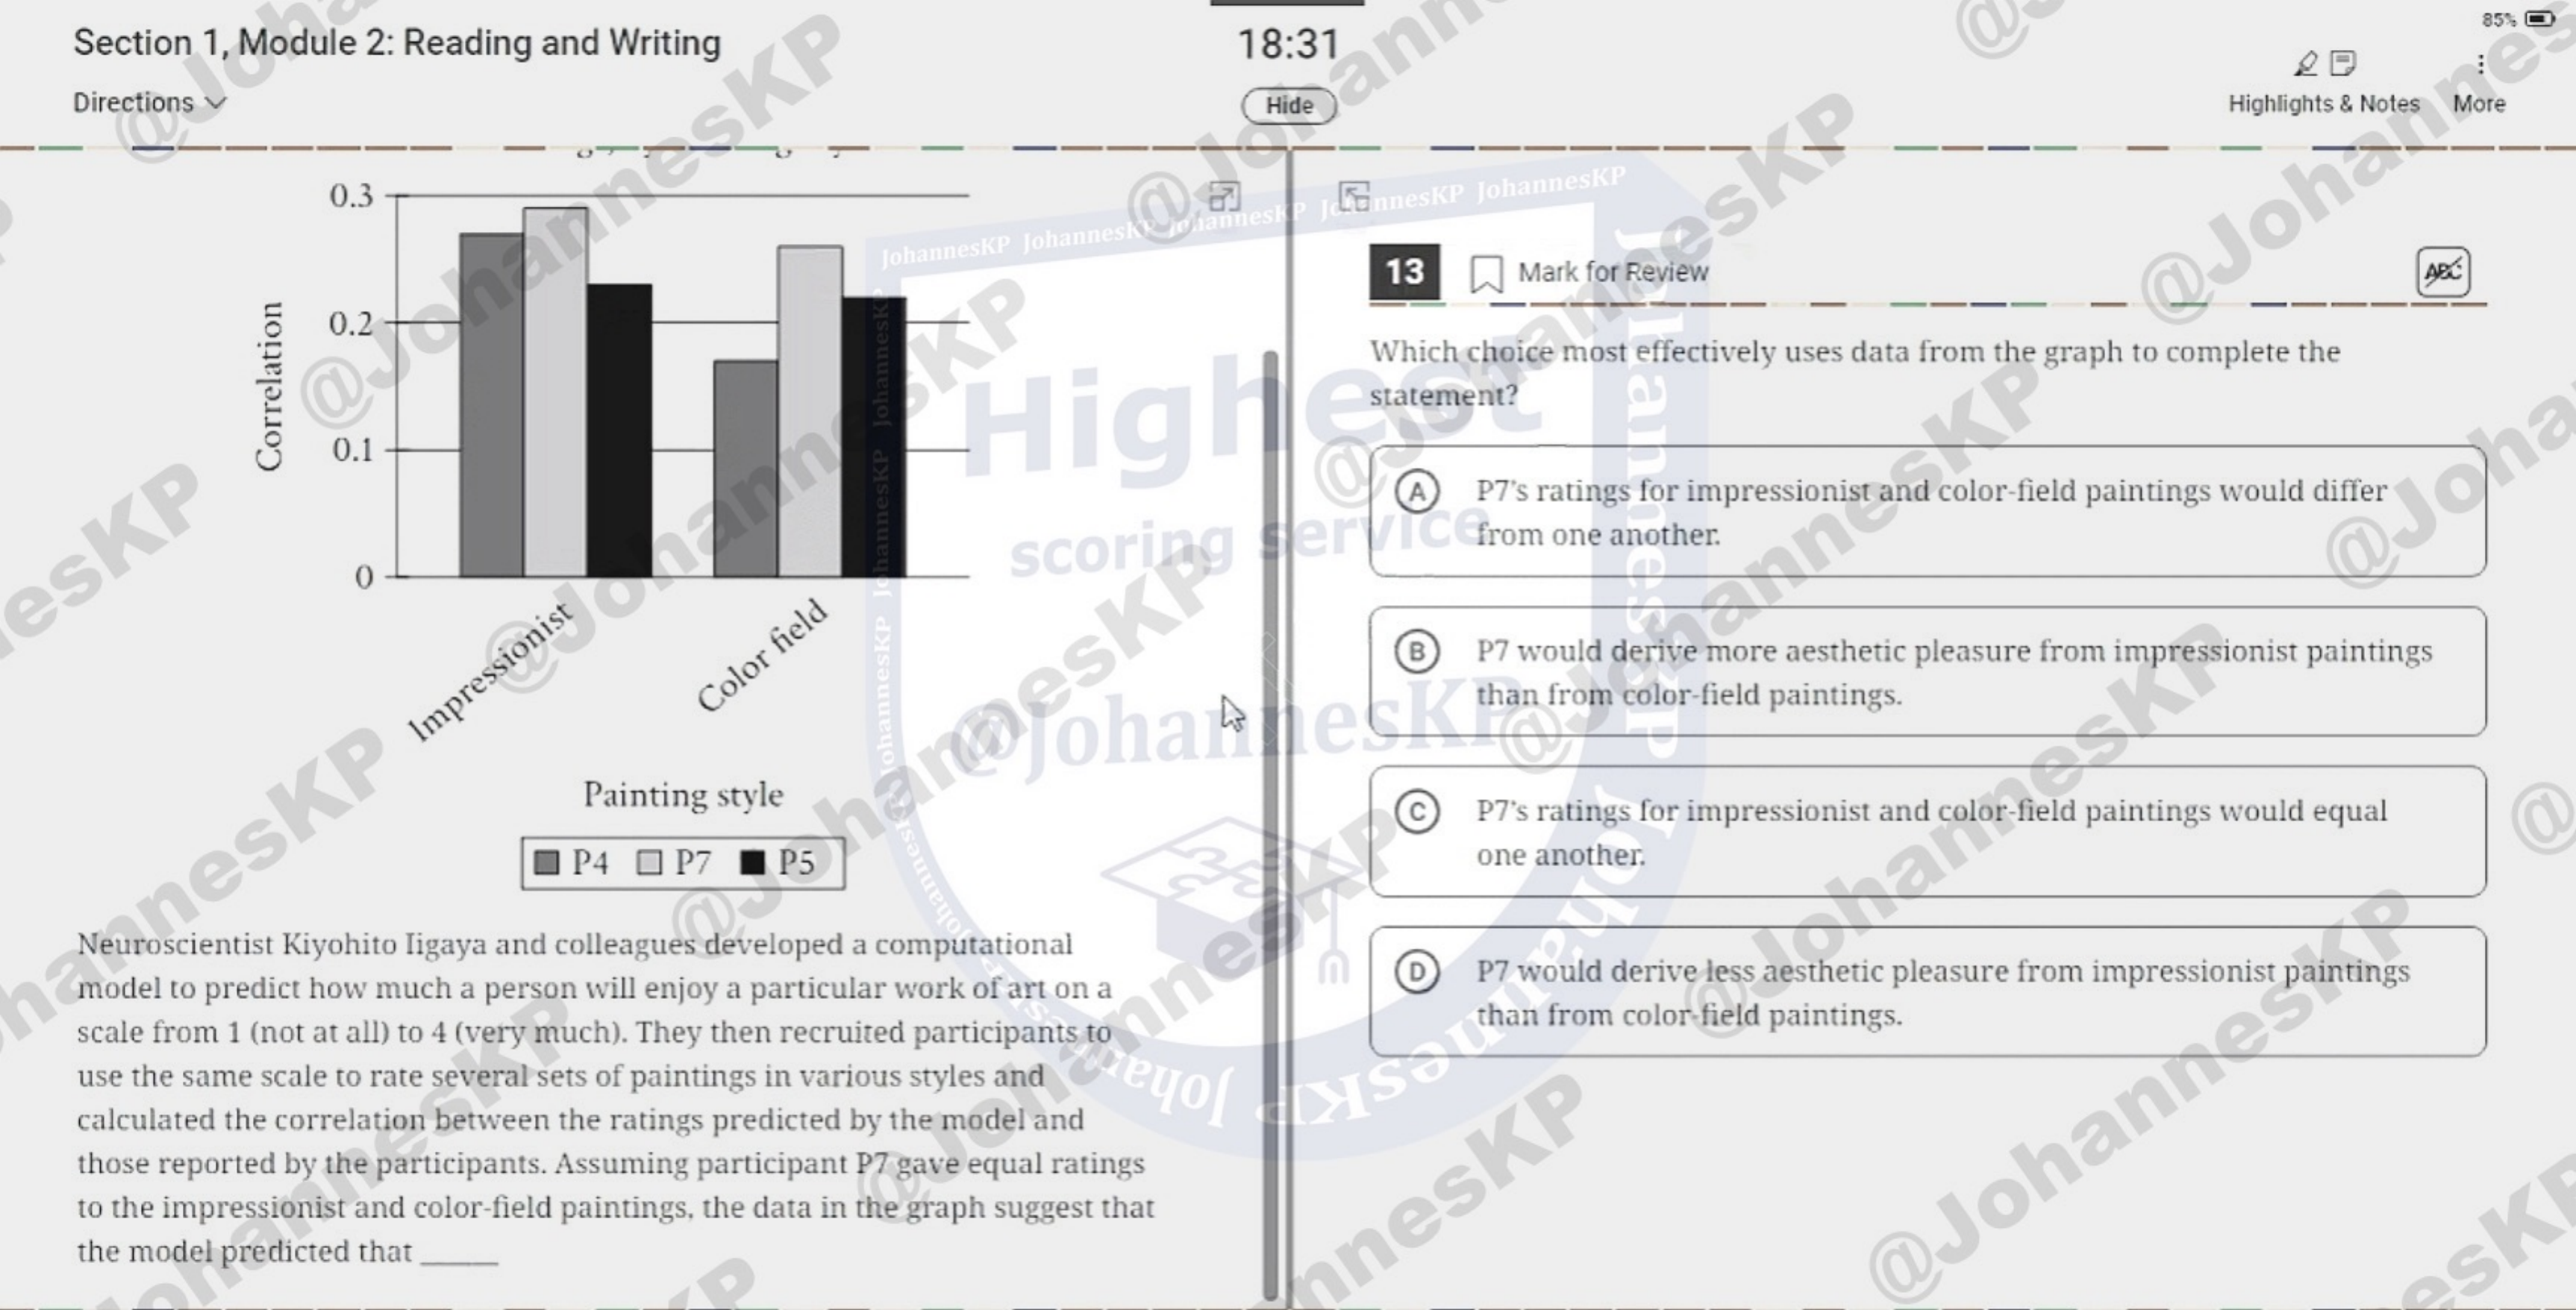 85%
Section 1, Module 2: Reading and Writing
18:31
Directions
Hide
Highlights & Notes
More
0.3
0.2
0.1
0
Correlation
Impressionist
Color field
Painting style
P4 P7 P5
Neuroscientist Kiyohito Iigaya and colleagues developed a computational
model to predict how much a person will enjoy a particular work of art on a
scale from 1 (not at all) to 4 (very much). They then recruited participants to
use the same scale to rate several sets of paintings in various styles and
calculated the correlation between the ratings predicted by the model and
those reported by the participants. Assuming participant P7 gave equal ratings
to the impressionist and color-field paintings, the data in the graph suggest that
the model predicted that ______
13 Mark for Review
ABC
Which choice most effectively uses data from the graph to complete the
statement?
A P7's ratings for impressionist and color-field paintings would differ
from one another.
B P7 would derive more aesthetic pleasure from impressionist paintings
than from color-field paintings.
C P7's ratings for impressionist and color-field paintings would equal
one another.
D P7 would derive less aesthetic pleasure from impressionist paintings
than from color-field paintings.
Highest
scoring service
@JohannesKP
JohannesKP JohannesKP JohannesKP JohannesKP JohannesKP
@JohannesKP